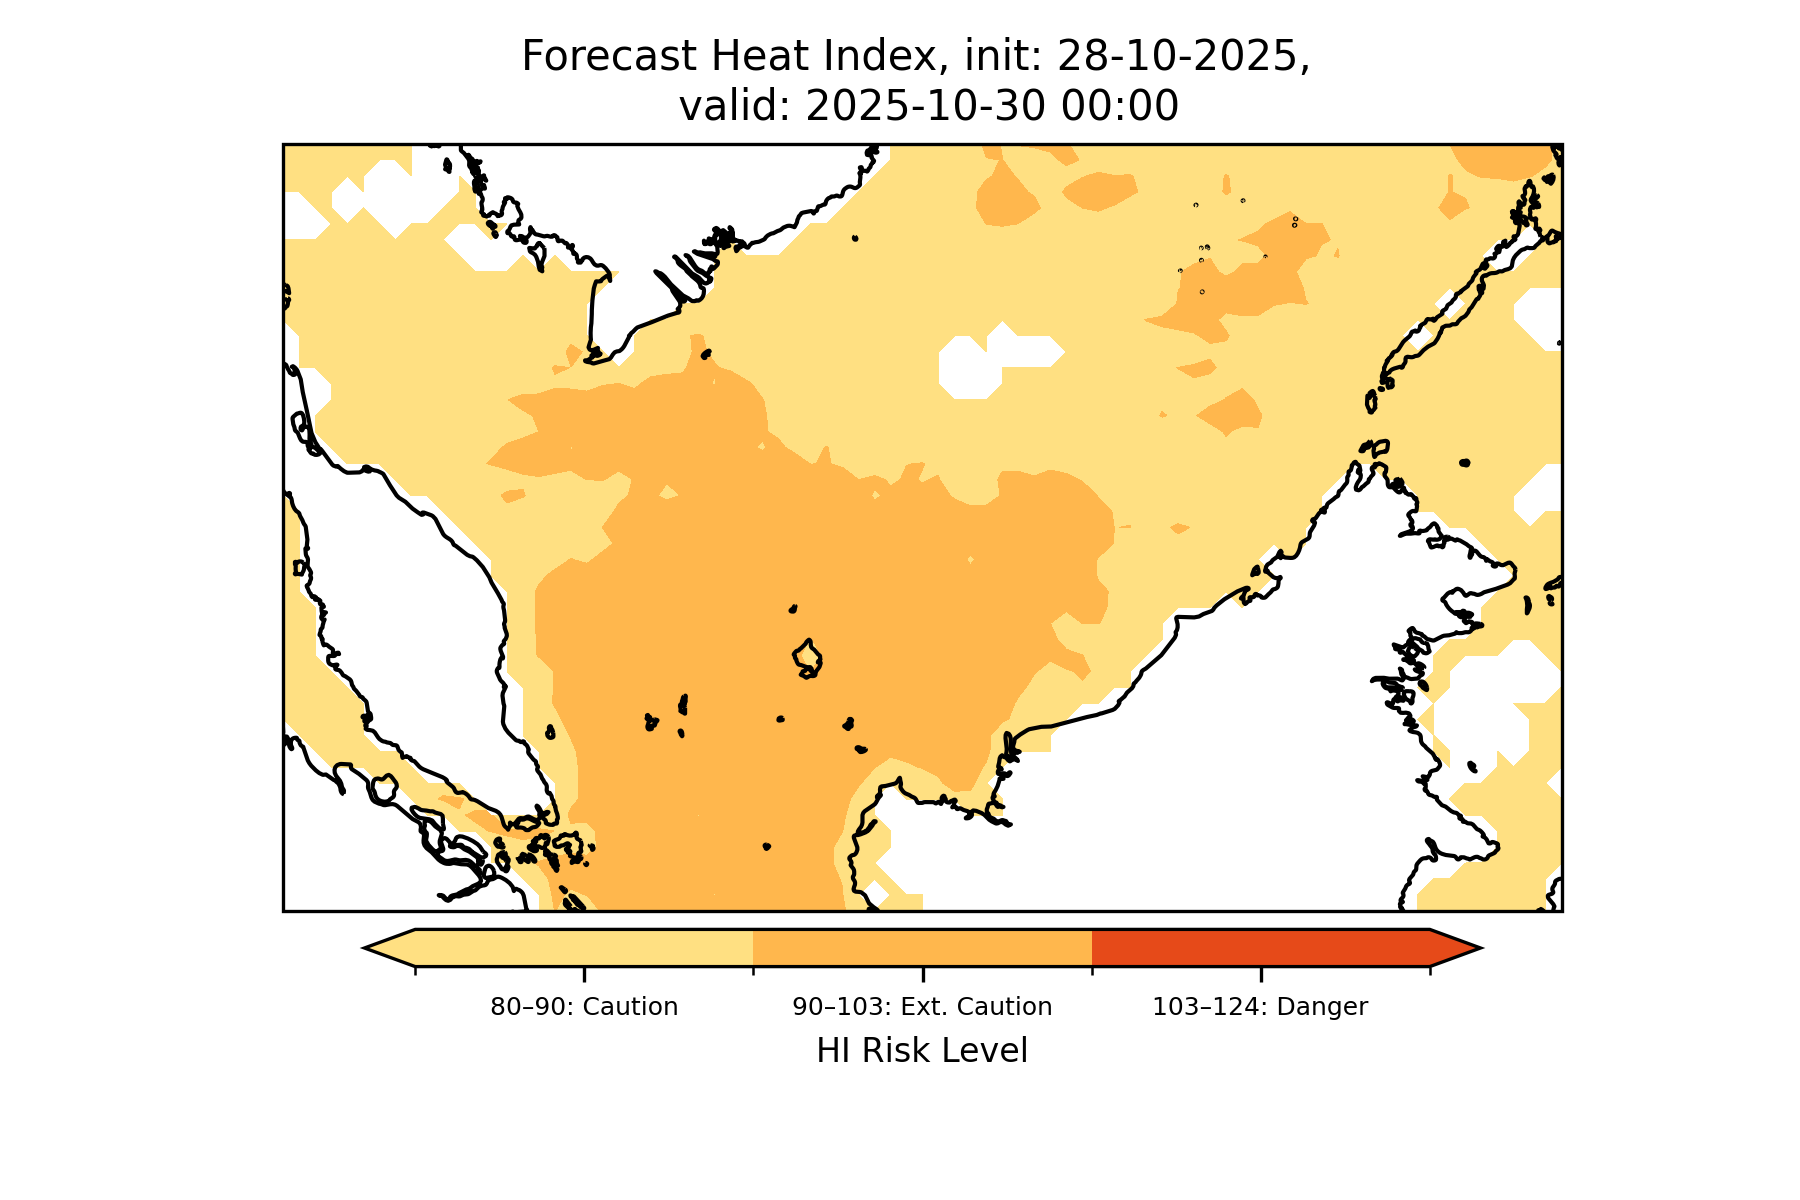 Forecast Heat Index, init: 28-10-2025,
valid: 2025-10-30 00:00
80–90: Caution
90–103: Ext. Caution
103–124: Danger
HI Risk Level